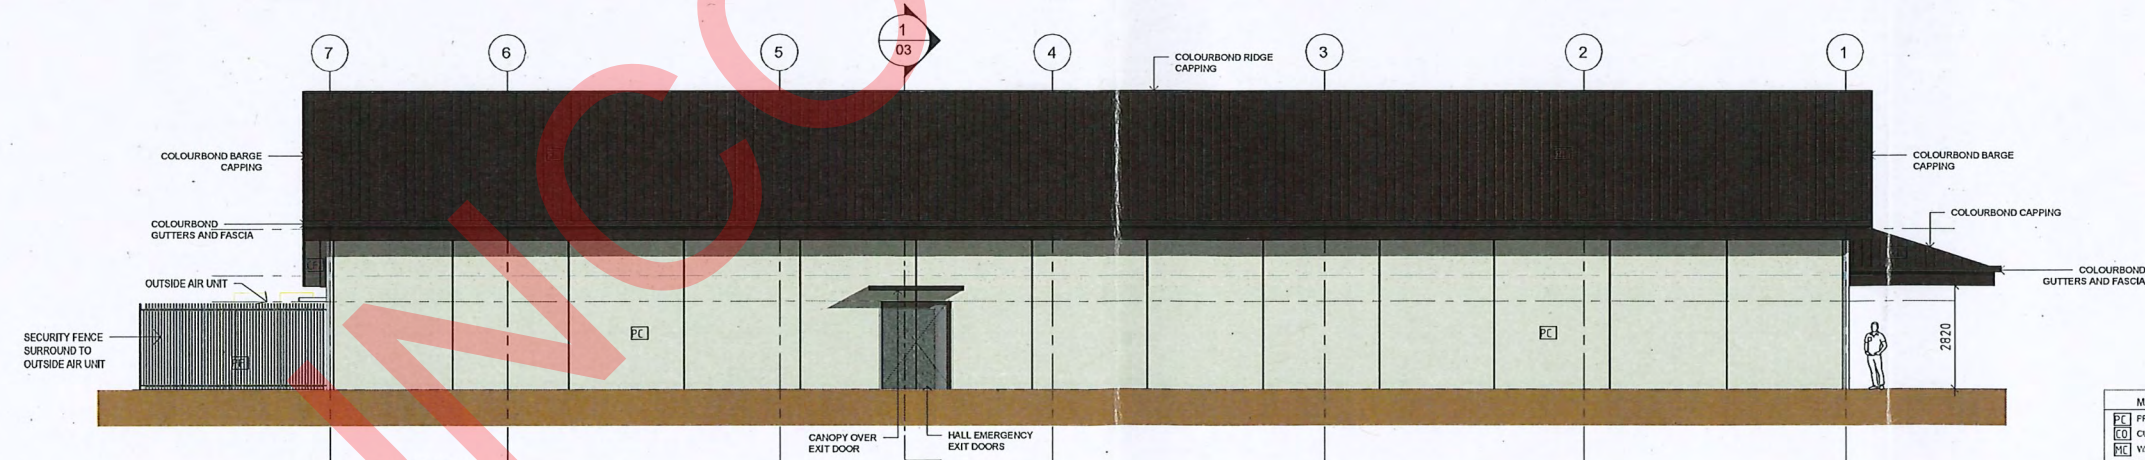 7
6
5
1
03
4
3
2
1
COLOURBOND RIDGE
CAPPING
COLOURBOND BARGE
CAPPING
COLOURBOND BARGE
CAPPING
COLOURBOND
GUTTERS AND FASCIA
COLOURBOND CAPPING
OUTSIDE AIR UNIT
COLOURBOND
GUTTERS AND FASCIA
SECURITY FENCE
SURROUND TO
OUTSIDE AIR UNIT
PC
PC
2820
CANOPY OVER
EXIT DOOR
HALL EMERGENCY
EXIT DOORS
PC
CO
MC
NCO